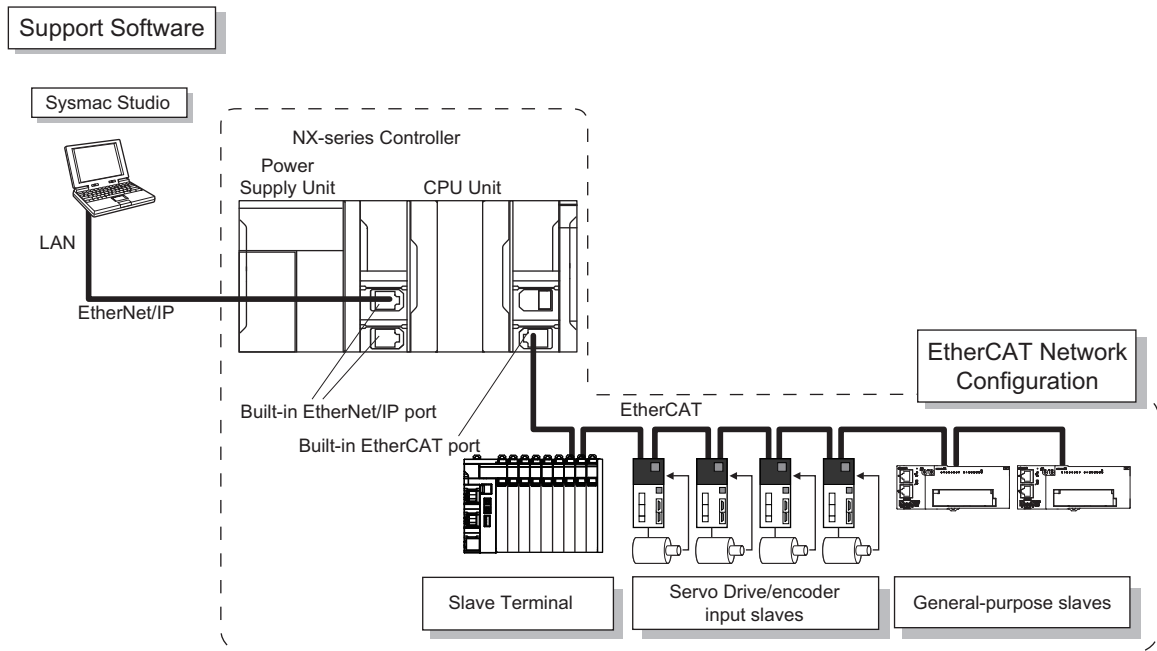 Support Software
Sysmac Studio
NX-series Controller
Power
Supply Unit
CPU Unit
LAN
EtherNet/IP
EtherCAT Network
Configuration
Built-in EtherNet/IP port
EtherCAT
Built-in EtherCAT port
Slave Terminal
Servo Drive/encoder
input slaves
General-purpose slaves